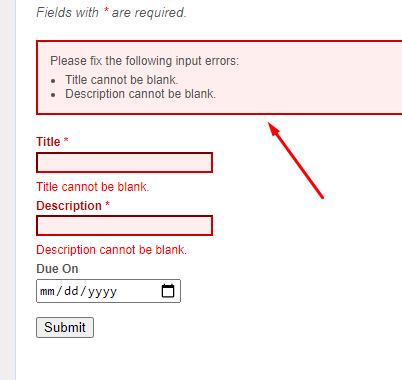 Fields with * are required.
Please fix the following input errors:
• Title cannot be blank.
• Description cannot be blank.
Title *
Title cannot be blank.
Description *
Description cannot be blank.
Due On
mm/dd/yyyy
Submit